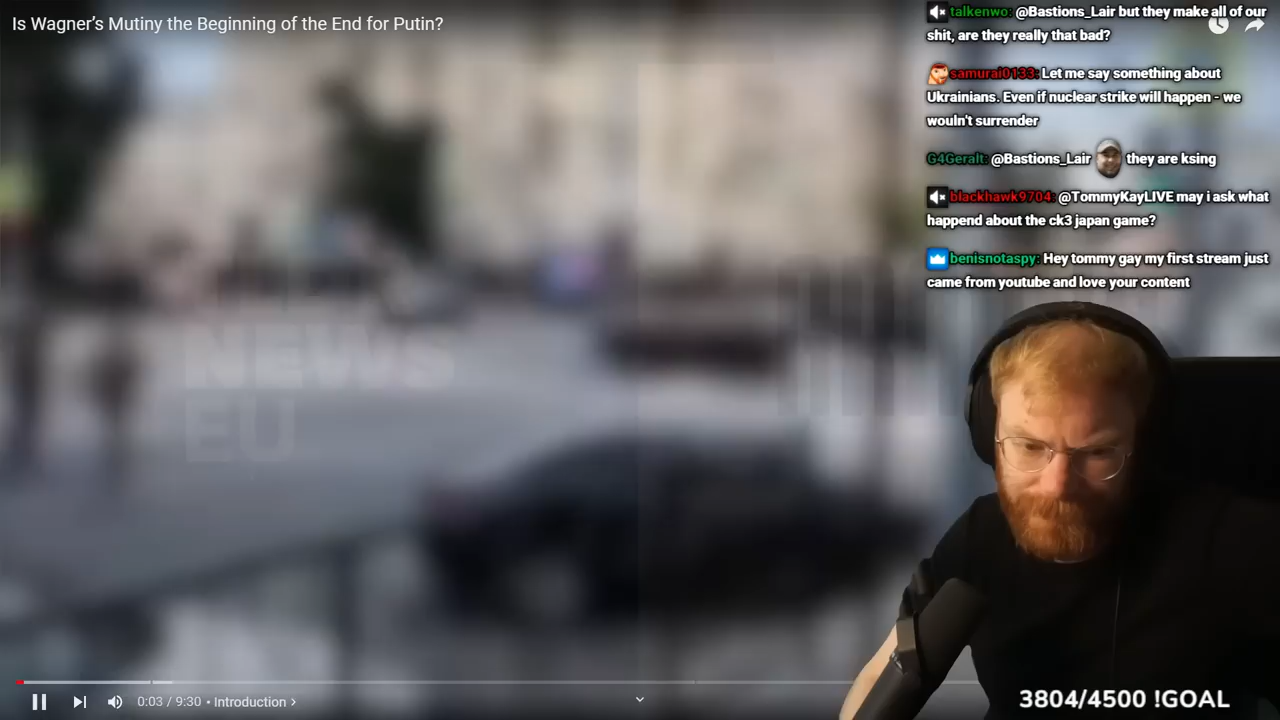 Is Wagner’s Mutiny the Beginning of the End for Putin?
talkenwo: @Bastions_Lair but they make all of our
shit, are they really that bad?
samurai0133: Let me say something about
Ukrainians. Even if nuclear strike will happen - we
wouln't surrender
G4Geralt: @Bastions_Lair they are ksing
blackhawk9704: @TommyKayLIVE may i ask what
happend about the ck3 japan game?
benisnotaspy: Hey tommy gay my first stream just
came from youtube and love your content
NEWS
EU
0:03 / 9:30 • Introduction
3804/4500 !GOAL